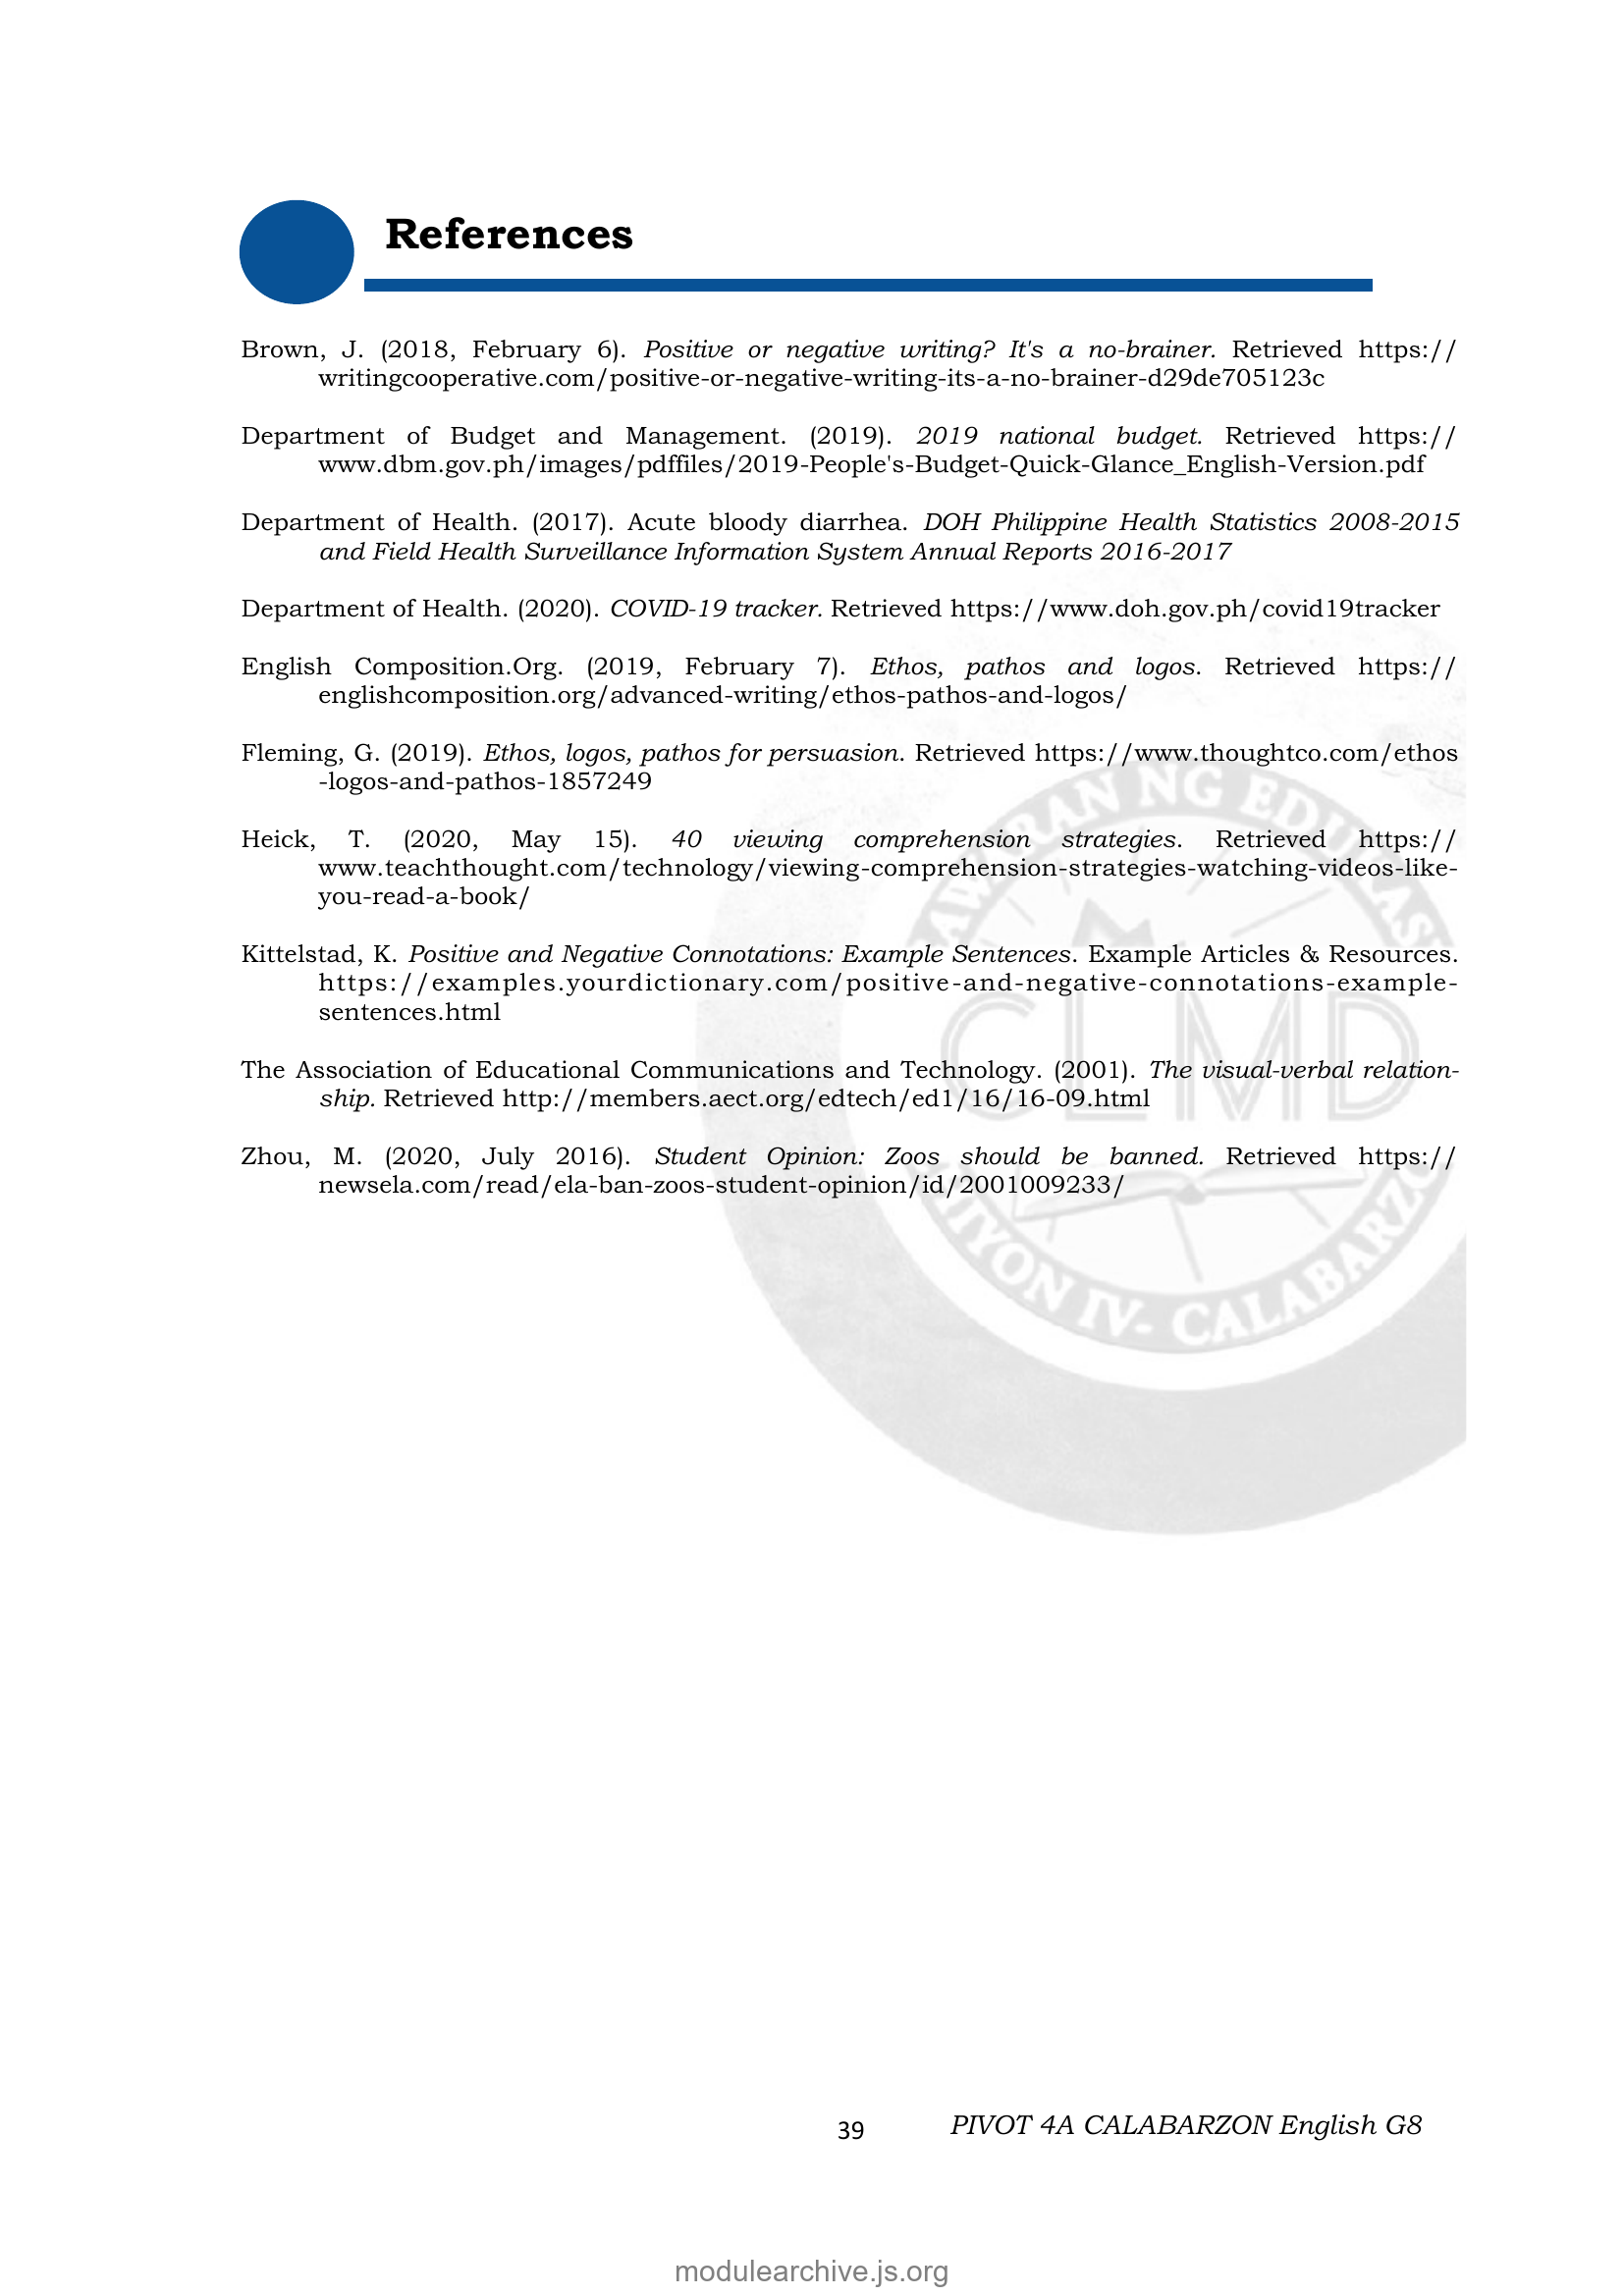 References
Brown, J. (2018, February 6). Positive or negative writing? It's a no-brainer. Retrieved https://
writingcooperative.com/positive-or-negative-writing-its-a-no-brainer-d29de705123c
Department of Budget and Management. (2019). 2019 national budget. Retrieved https://
www.dbm.gov.ph/images/pdffiles/2019-People's-Budget-Quick-Glance_English-Version.pdf
Department of Health. (2017). Acute bloody diarrhea. DOH Philippine Health Statistics 2008-2015
and Field Health Surveillance Information System Annual Reports 2016-2017
Department of Health. (2020). COVID-19 tracker. Retrieved https://www.doh.gov.ph/covid19tracker
English Composition.Org. (2019, February 7). Ethos, pathos and logos. Retrieved https://
englishcomposition.org/advanced-writing/ethos-pathos-and-logos/
Fleming, G. (2019). Ethos, logos, pathos for persuasion. Retrieved https://www.thoughtco.com/ethos
-logos-and-pathos-1857249
Heick, T. (2020, May 15). 40 viewing comprehension strategies. Retrieved https://
www.teachthought.com/technology/viewing-comprehension-strategies-watching-videos-like-
you-read-a-book/
Kittelstad, K. Positive and Negative Connotations: Example Sentences. Example Articles & Resources.
https://examples.yourdictionary.com/positive-and-negative-connotations-example-
sentences.html
The Association of Educational Communications and Technology. (2001). The visual-verbal relation-
ship. Retrieved http://members.aect.org/edtech/ed1/16/16-09.html
Zhou, M. (2020, July 2016). Student Opinion: Zoos should be banned. Retrieved https://
newsela.com/read/ela-ban-zoos-student-opinion/id/2001009233/
AWARAN NG EDUKAS
CLMD
HIYON IV- CALABARZO
39 PIVOT 4A CALABARZON English G8
modulearchive.js.org